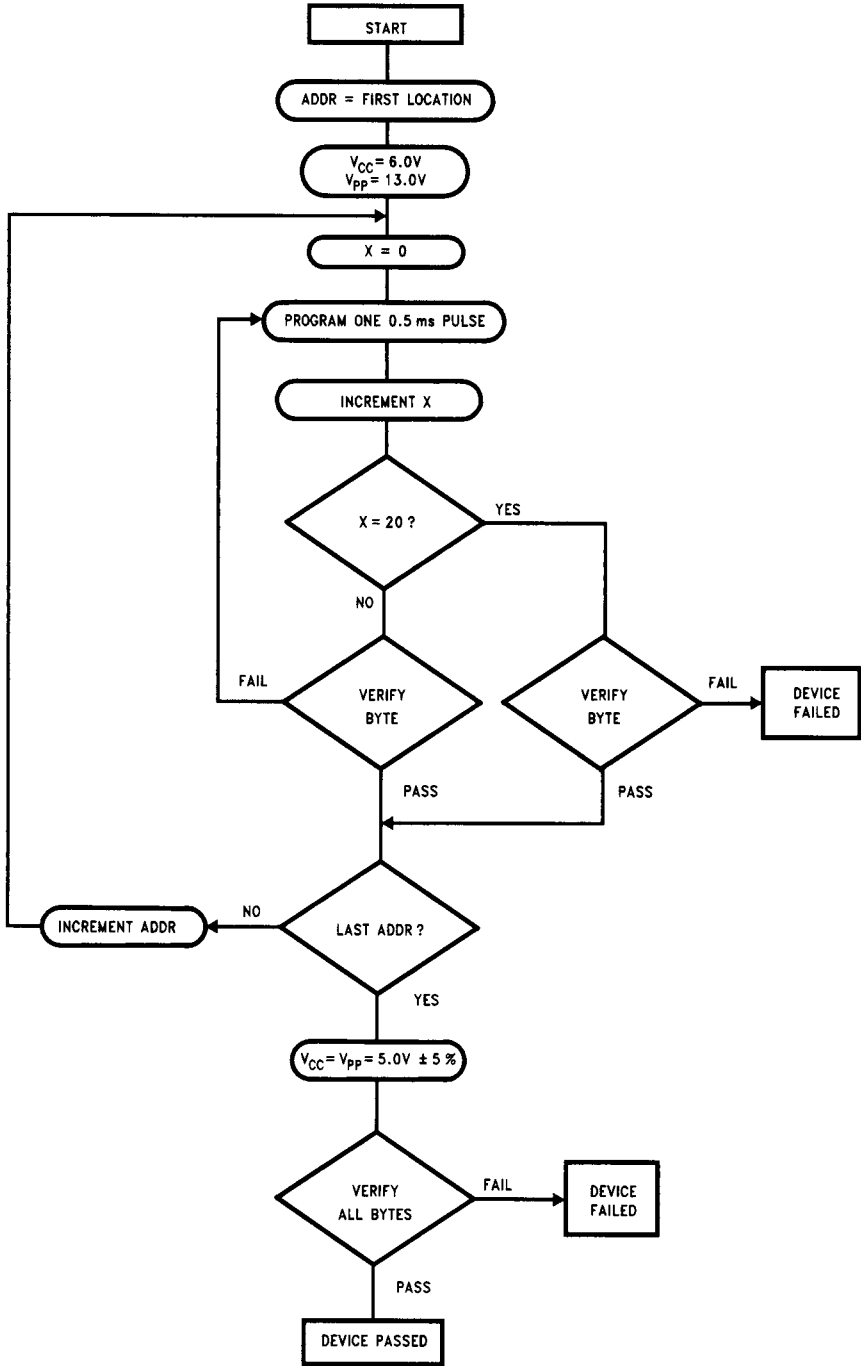 START
ADDR = FIRST LOCATION
VCC = 6.0V
VPP = 13.0V
X = 0
PROGRAM ONE 0.5 ms PULSE
INCREMENT X
X = 20 ?
YES
NO
FAIL
VERIFY
BYTE
VERIFY
BYTE
FAIL
DEVICE
FAILED
PASS
PASS
INCREMENT ADDR
NO
LAST ADDR ?
YES
VCC = VPP = 5.0V ± 5 %
VERIFY
ALL BYTES
FAIL
DEVICE
FAILED
PASS
DEVICE PASSED